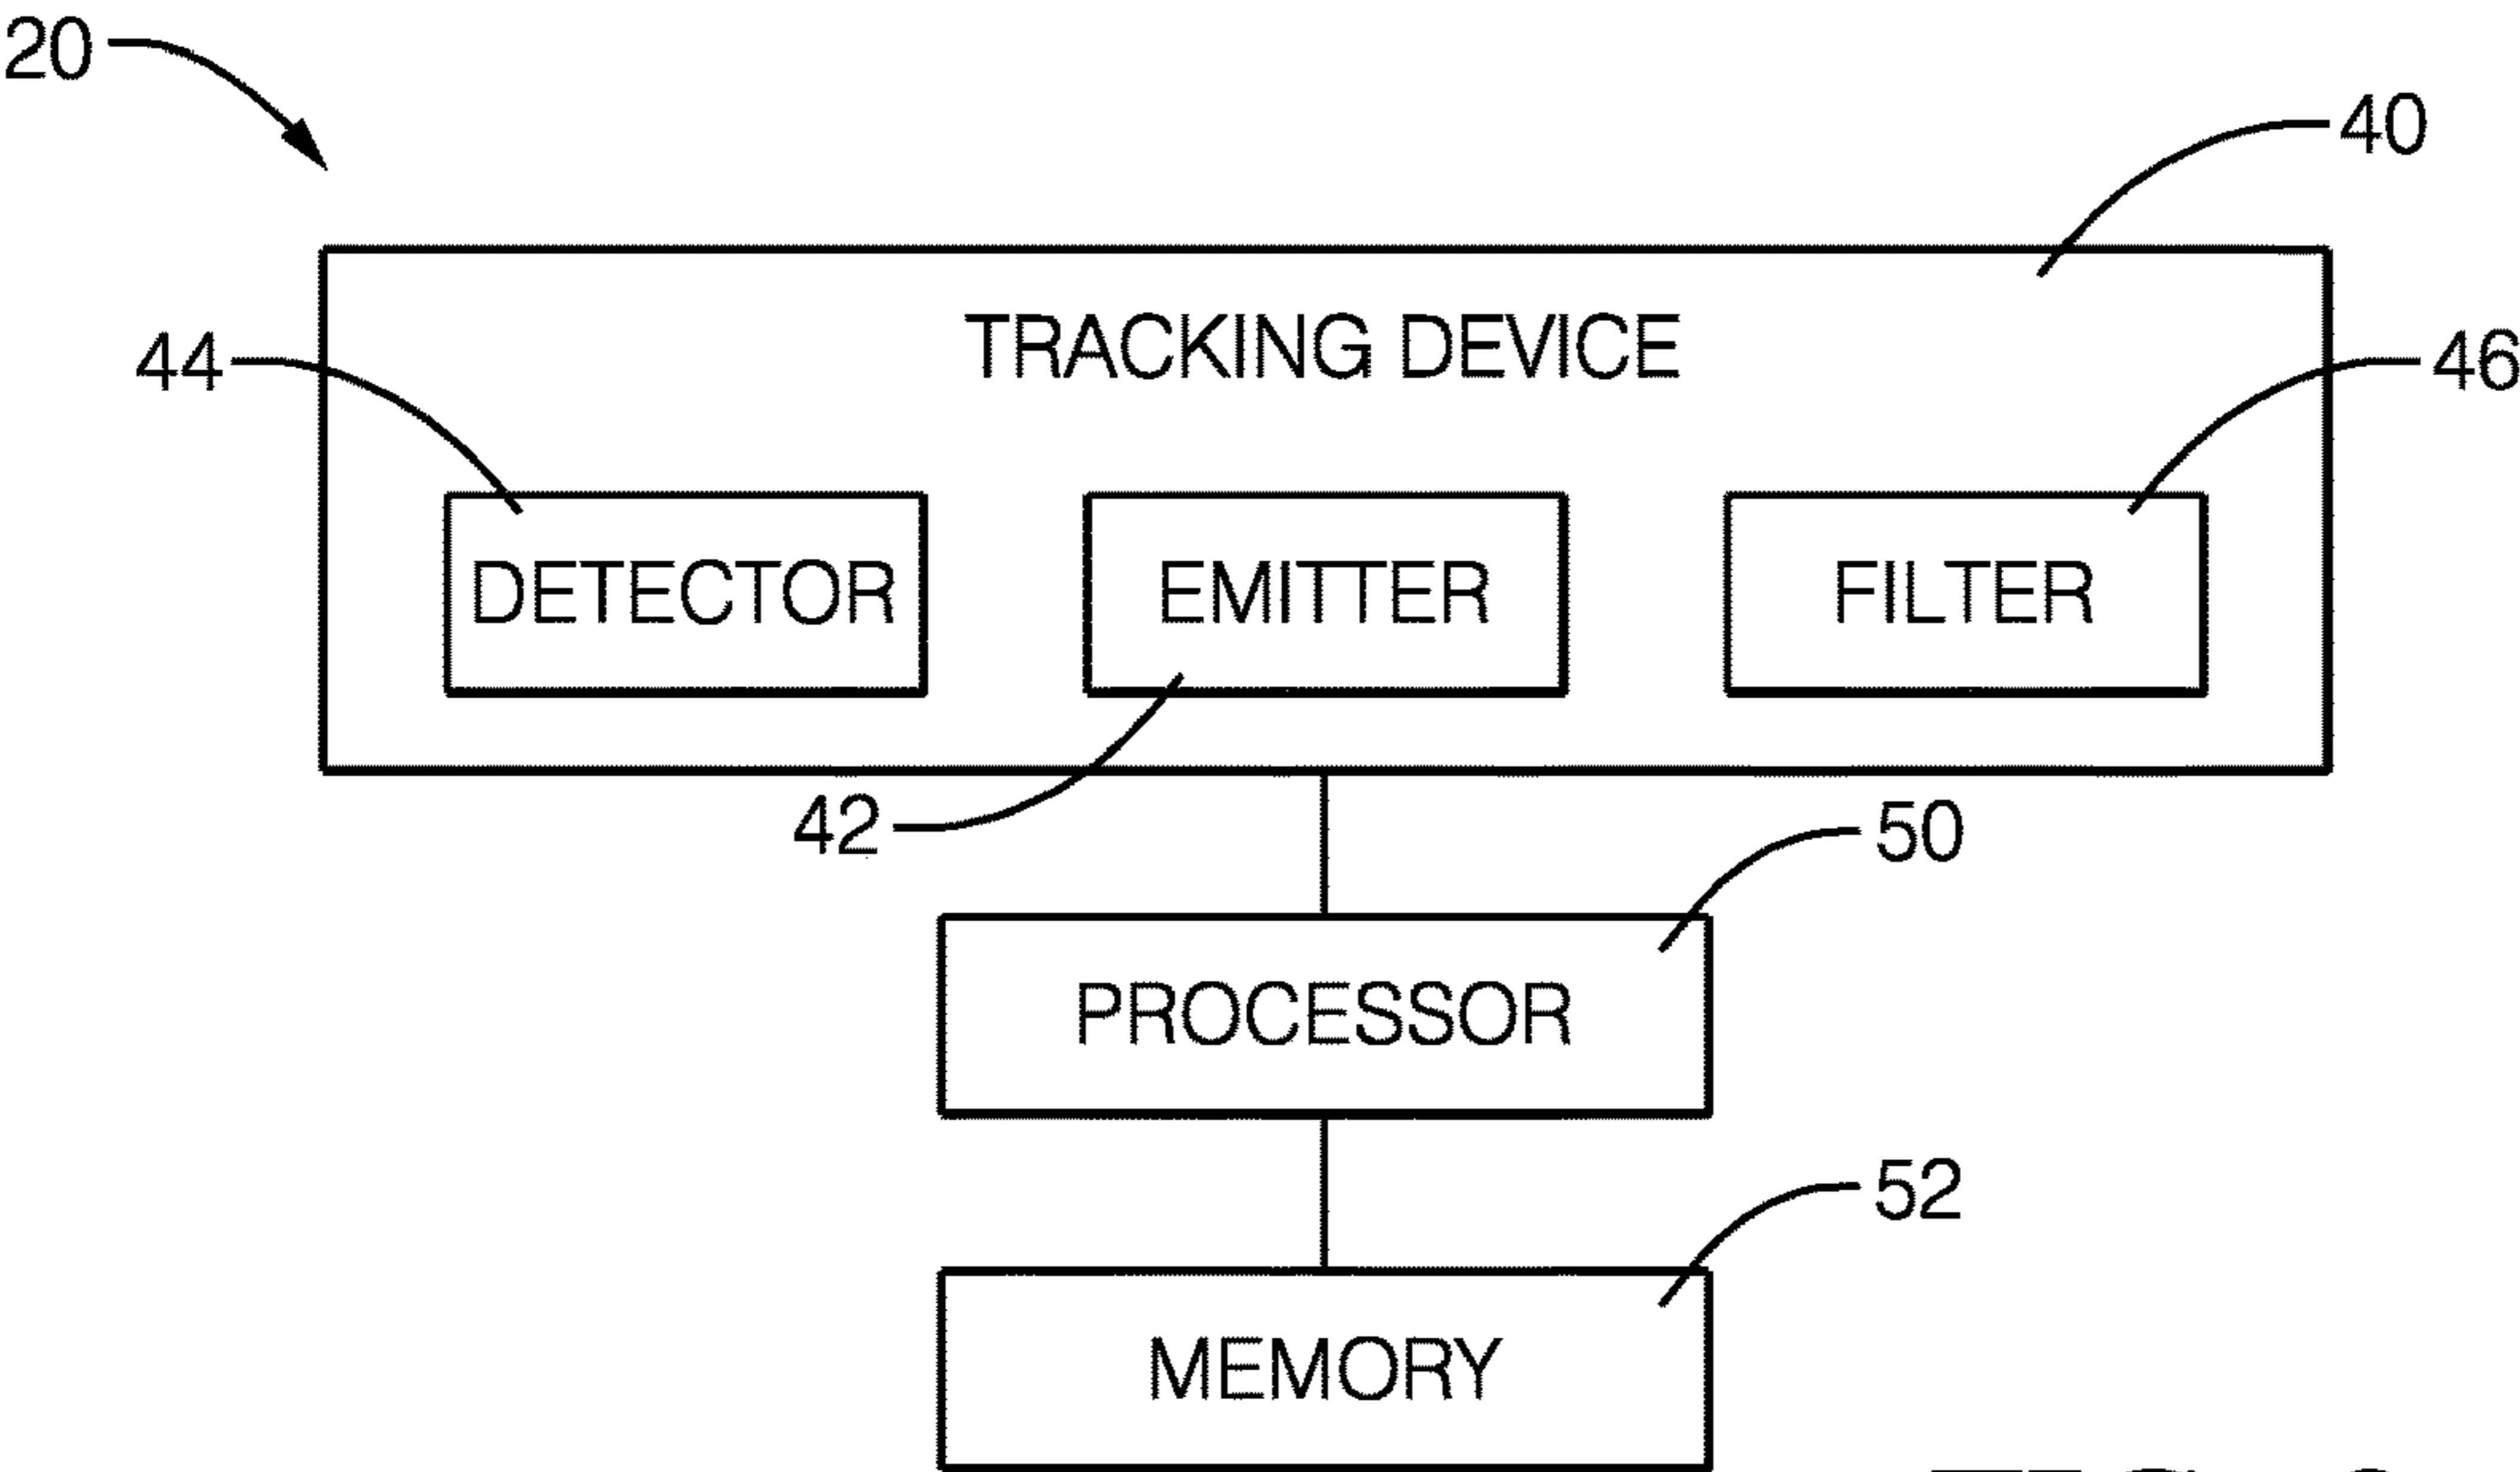 20
40
TRACKING DEVICE
44
46
DETECTOR
EMITTER
FILTER
42
50
PROCESSOR
52
MEMORY